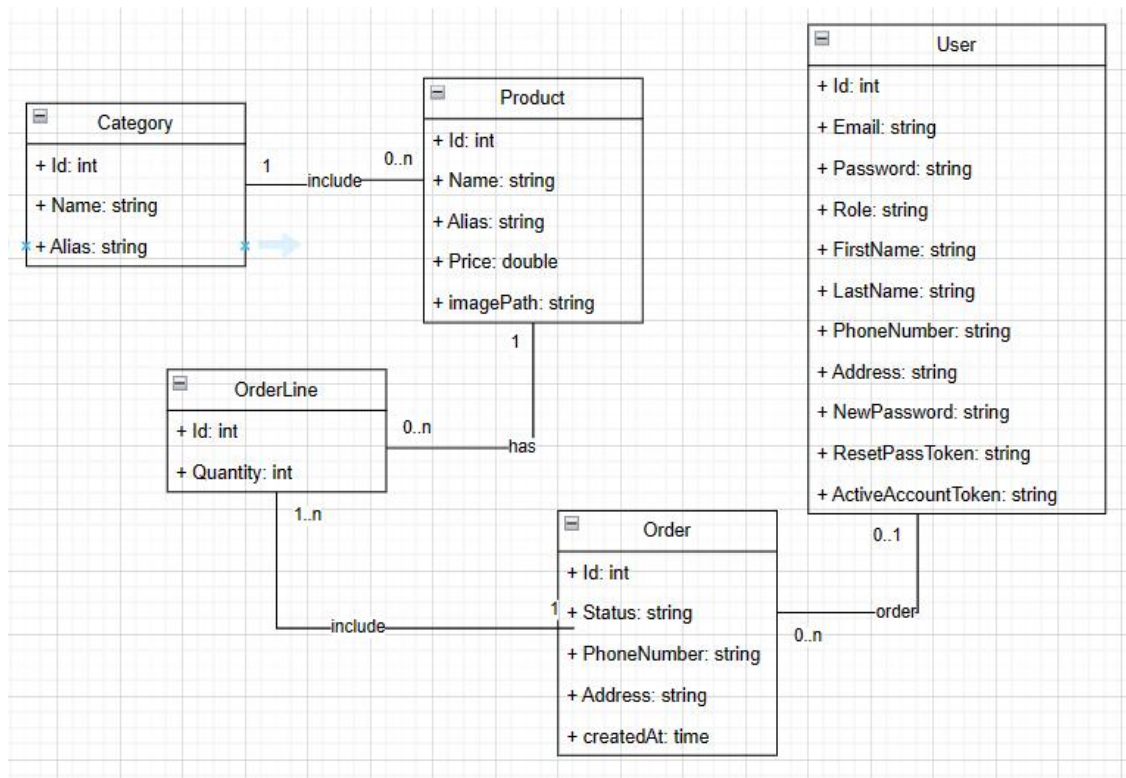 Category
+ Id: int
+ Name: string
+ Alias: string
1
include
0..n
Product
+ Id: int
+ Name: string
+ Alias: string
+ Price: double
+ imagePath: string
1
has
0..n
OrderLine
+ Id: int
+ Quantity: int
1..n
include
1
Order
+ Id: int
+ Status: string
+ PhoneNumber: string
+ Address: string
+ createdAt: time
0..n
order
0..1
User
+ Id: int
+ Email: string
+ Password: string
+ Role: string
+ FirstName: string
+ LastName: string
+ PhoneNumber: string
+ Address: string
+ NewPassword: string
+ ResetPassToken: string
+ ActiveAccountToken: string